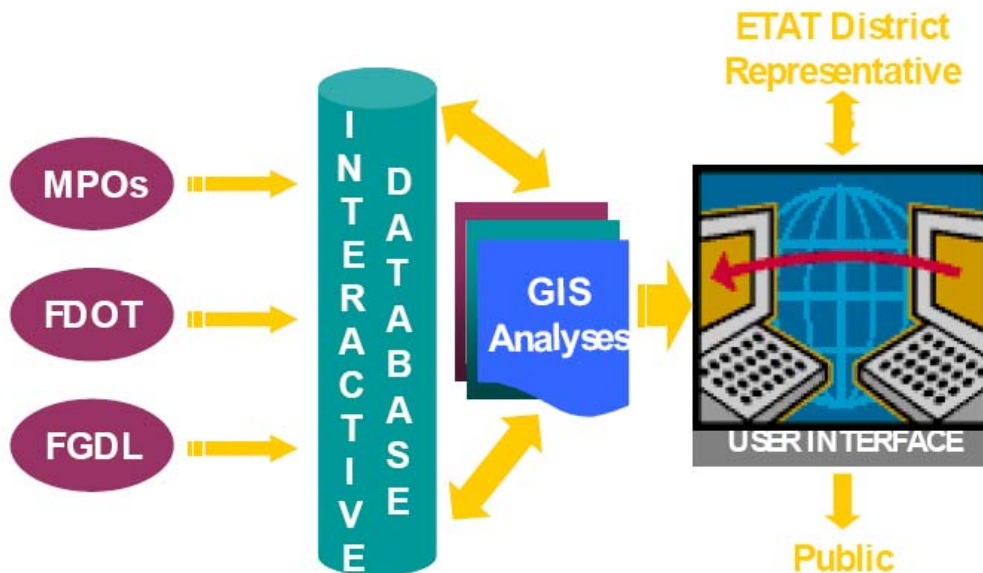 MPOs
FDOT
FGDL
INTERACTIVE
DATABASE
GIS
Analyses
ETAT District
Representative
USER INTERFACE
Public